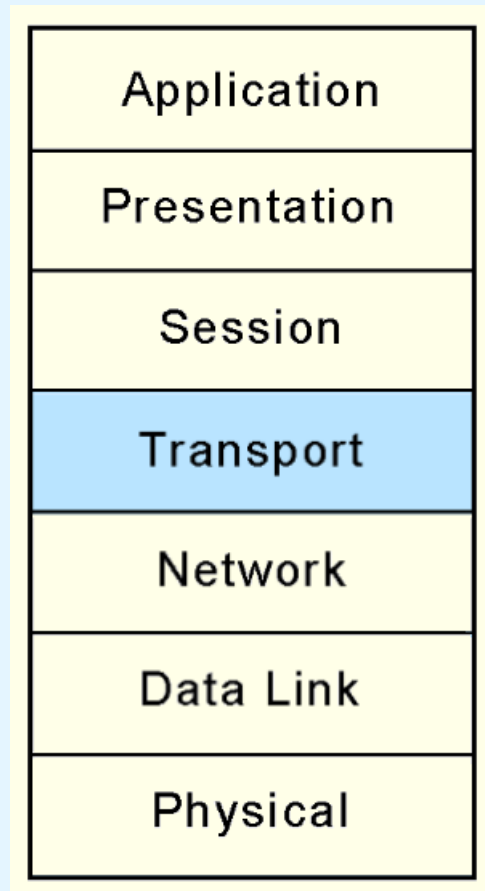 Application
Presentation
Session
Transport
Network
Data Link
Physical